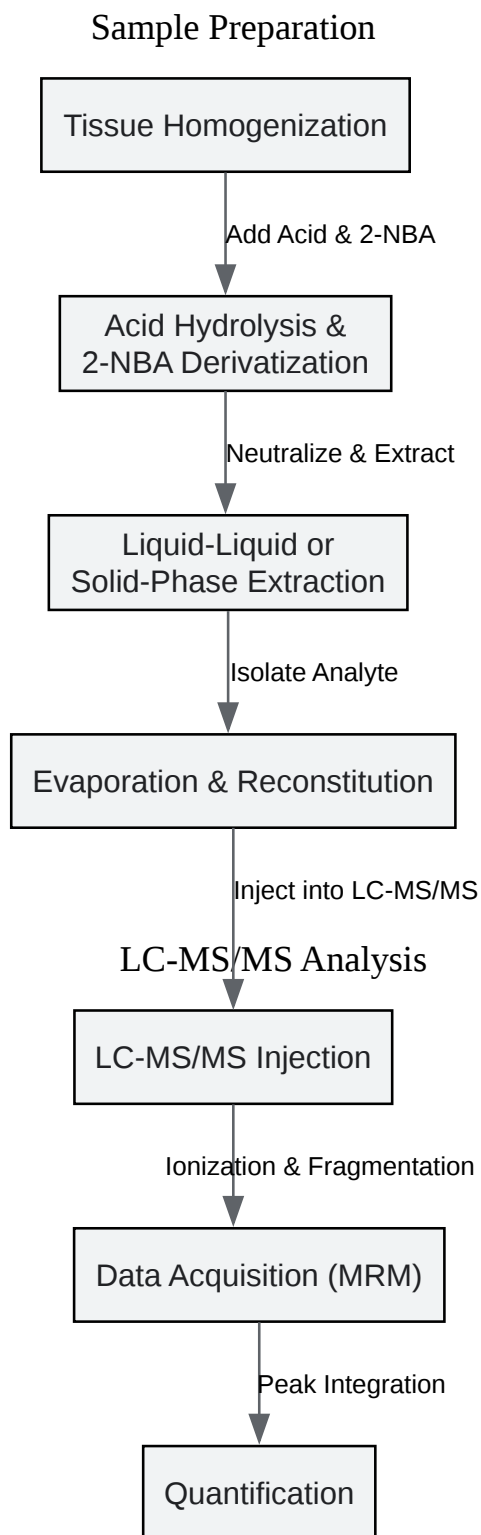 Sample Preparation
Tissue Homogenization
Add Acid & 2-NBA
Acid Hydrolysis &
2-NBA Derivatization
Neutralize & Extract
Liquid-Liquid or
Solid-Phase Extraction
Isolate Analyte
Evaporation & Reconstitution
Inject into LC-MS/MS
LC-MS/MS Analysis
LC-MS/MS Injection
Ionization & Fragmentation
Data Acquisition (MRM)
Peak Integration
Quantification